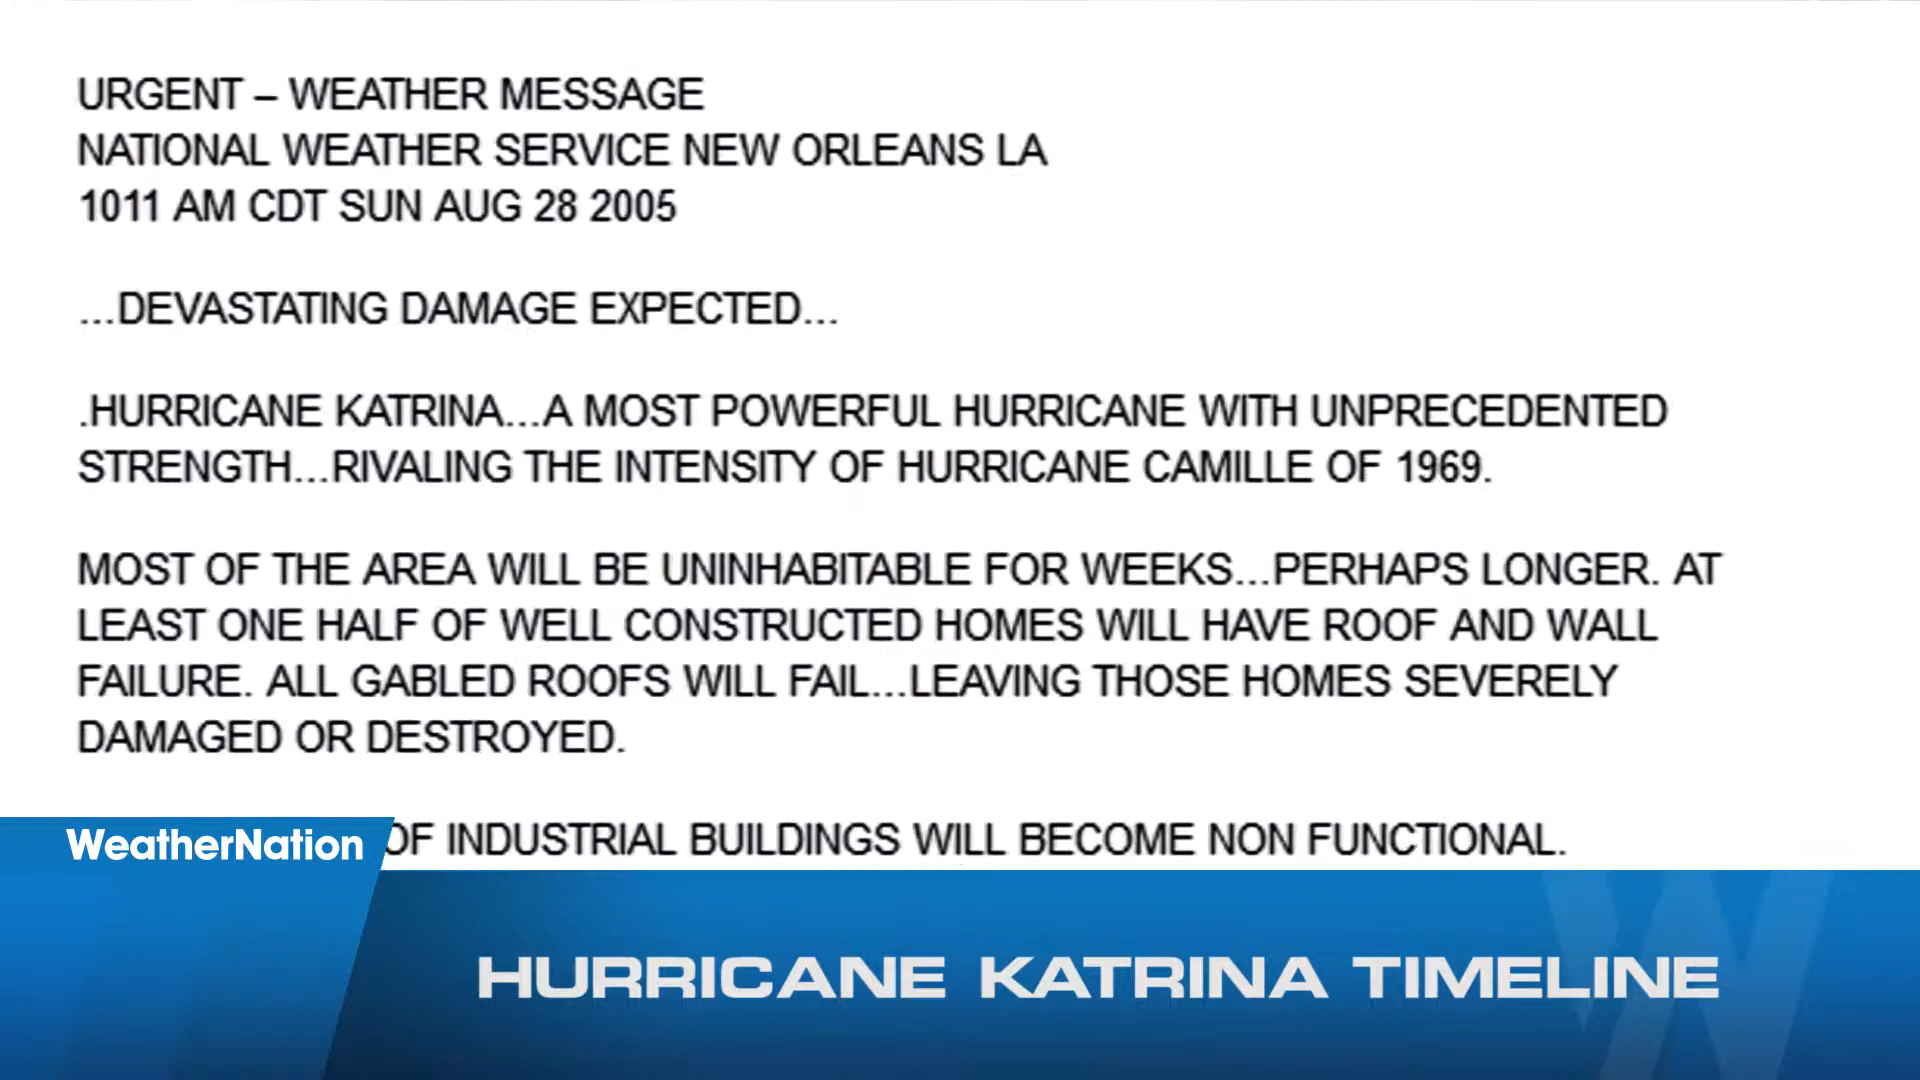 URGENT – WEATHER MESSAGE
NATIONAL WEATHER SERVICE NEW ORLEANS LA
1011 AM CDT SUN AUG 28 2005
...DEVASTATING DAMAGE EXPECTED...
.HURRICANE KATRINA...A MOST POWERFUL HURRICANE WITH UNPRECEDENTED
STRENGTH...RIVALING THE INTENSITY OF HURRICANE CAMILLE OF 1969.
MOST OF THE AREA WILL BE UNINHABITABLE FOR WEEKS...PERHAPS LONGER. AT
LEAST ONE HALF OF WELL CONSTRUCTED HOMES WILL HAVE ROOF AND WALL
FAILURE. ALL GABLED ROOFS WILL FAIL...LEAVING THOSE HOMES SEVERELY
DAMAGED OR DESTROYED.
OF INDUSTRIAL BUILDINGS WILL BECOME NON FUNCTIONAL.
WeatherNation
HURRICANE KATRINA TIMELINE